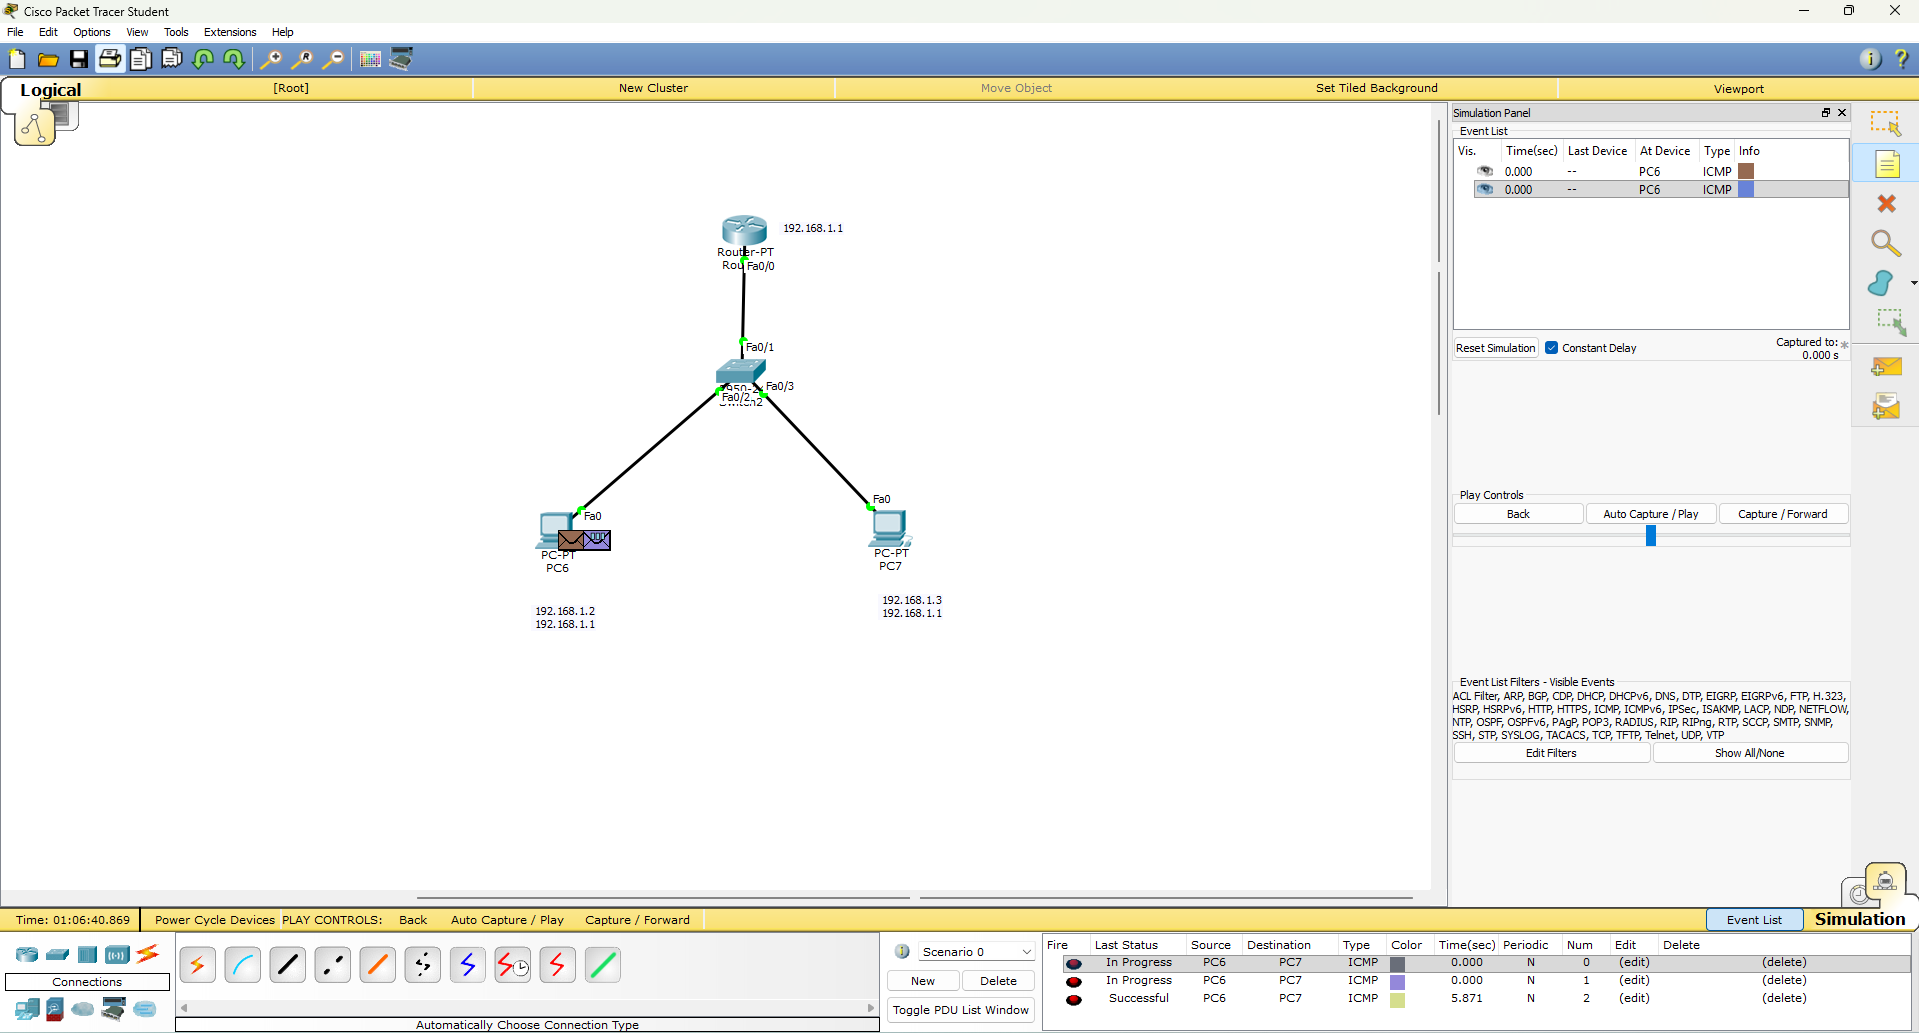 Cisco Packet Tracer Student
File Edit Options View Tools Extensions Help
Logical [Root] New Cluster Move Object Set Tiled Background Viewport
Simulation Panel
Event List
Vis. Time(sec) Last Device At Device Type Info
0.000 -- PC6 ICMP
0.000 -- PC6 ICMP
Reset Simulation Constant Delay Captured to: *
0.000 s
192.168.1.1
Router-PT
Rou Fa0/0
Fa0/1
Fa0/3
Fa0/2
Fa0
PC-PT
PC6
192.168.1.2
192.168.1.1
Fa0
PC-PT
PC7
192.168.1.3
192.168.1.1
Play Controls
Back Auto Capture / Play Capture / Forward
Event List Filters - Visible Events
ACL Filter, ARP, BGP, CDP, DHCP, DHCPv6, DNS, DTP, EIGRP, EIGRPv6, FTP, H.323,
HSRP, HSRPv6, HTTP, HTTPS, ICMP, ICMPv6, IPSec, ISAKMP, LACP, NDP, NETFLOW,
NTP, OSPF, OSPFv6, PAgP, POP3, RADIUS, RIP, RIPng, RTP, SCCP, SMTP, SNMP,
SSH, STP, SYSLOG, TACACS, TCP, TFTP, Telnet, UDP, VTP
Edit Filters Show All/None
Time: 01:06:40.869 Power Cycle Devices PLAY CONTROLS: Back Auto Capture / Play Capture / Forward Event List Simulation
Connections
Automatically Choose Connection Type
Scenario 0
New Delete
Toggle PDU List Window
Fire Last Status Source Destination Type Color Time(sec) Periodic Num Edit Delete
In Progress PC6 PC7 ICMP 0.000 N 0 (edit) (delete)
In Progress PC6 PC7 ICMP 0.000 N 1 (edit) (delete)
Successful PC6 PC7 ICMP 5.871 N 2 (edit) (delete)